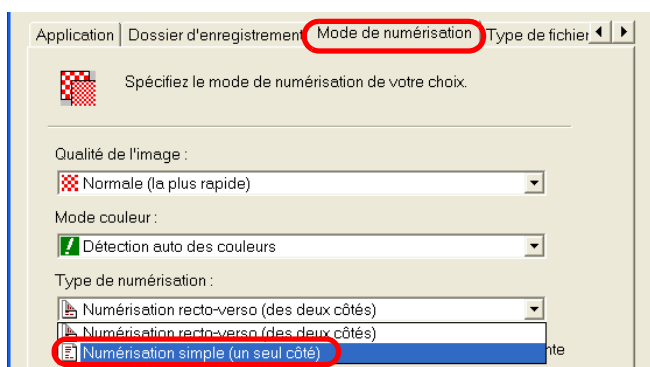 Application Dossier d'enregistrement Mode de numérisation Type de fichier
Spécifiez le mode de numérisation de votre choix.
Qualité de l'image :
Normale (la plus rapide)
Mode couleur :
Détection auto des couleurs
Type de numérisation :
Numérisation recto-verso (des deux côtés)
Numérisation recto-verso (des deux côtés)
Numérisation simple (un seul côté)